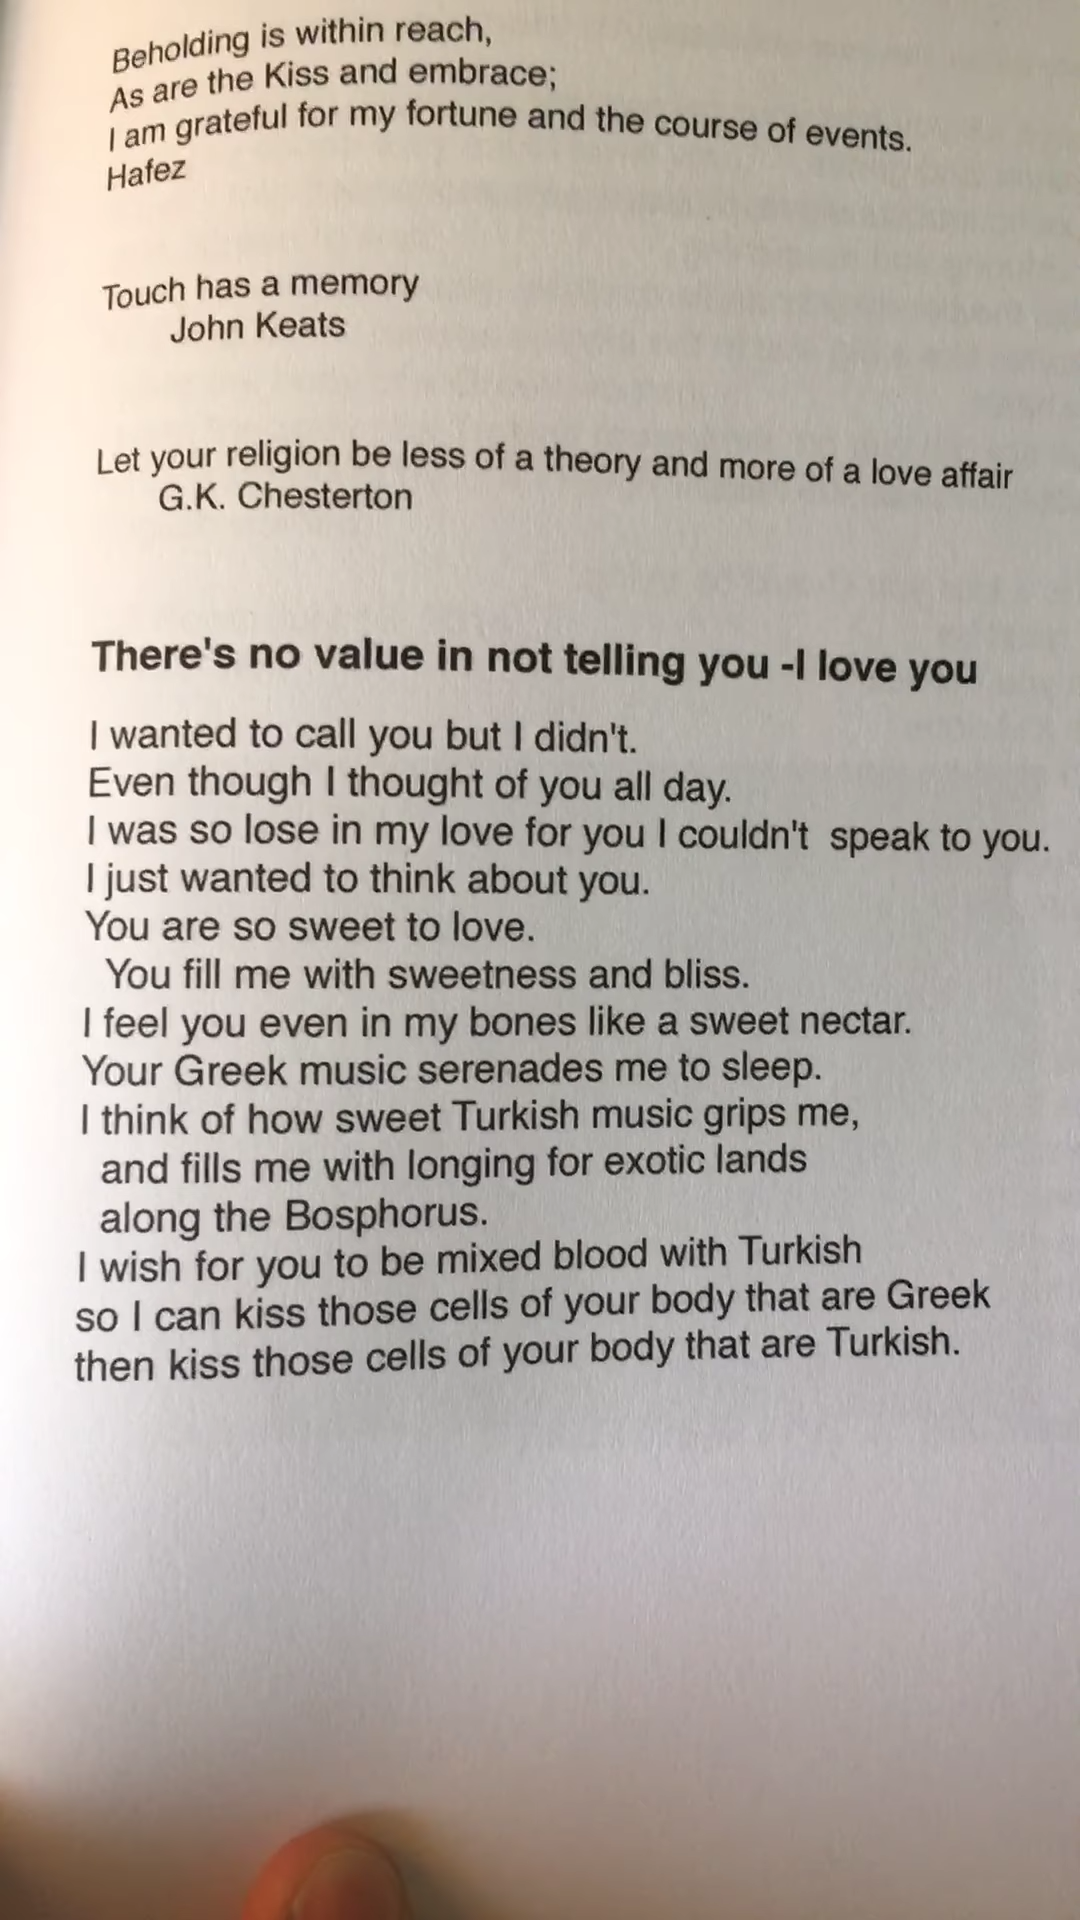 Beholding is within reach,
As are the Kiss and embrace;
I am grateful for my fortune and the course of events.
Hafez
Touch has a memory
John Keats
Let your religion be less of a theory and more of a love affair
G.K. Chesterton
There's no value in not telling you -I love you
I wanted to call you but I didn't.
Even though I thought of you all day.
I was so lose in my love for you I couldn't speak to you.
I just wanted to think about you.
You are so sweet to love.
You fill me with sweetness and bliss.
I feel you even in my bones like a sweet nectar.
Your Greek music serenades me to sleep.
I think of how sweet Turkish music grips me,
and fills me with longing for exotic lands
along the Bosphorus.
I wish for you to be mixed blood with Turkish
so I can kiss those cells of your body that are Greek
then kiss those cells of your body that are Turkish.